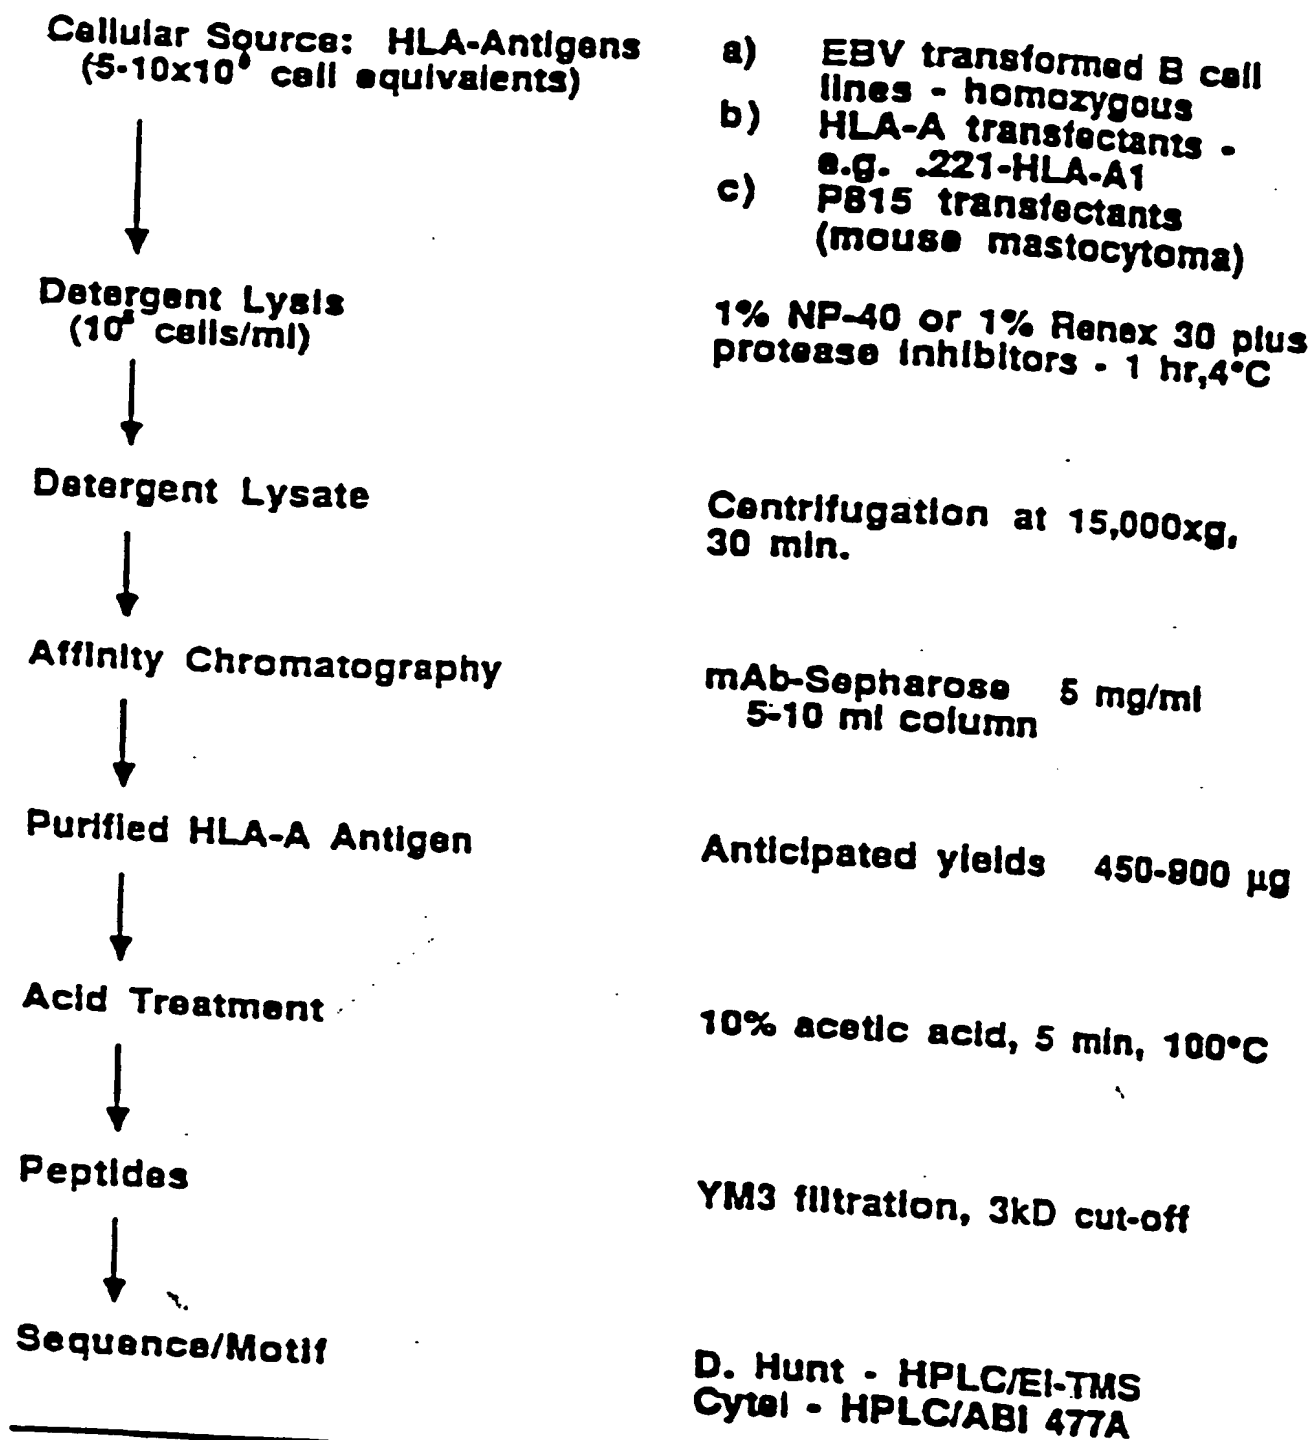 Cellular Source: HLA-Antigens
(5-10x10⁹ cell equivalents)
a) EBV transformed B cell
lines - homozygous
b) HLA-A transfectants -
e.g. .221-HLA-A1
c) P815 transfectants
(mouse mastocytoma)
Detergent Lysis
(10⁸ cells/ml)
1% NP-40 or 1% Renex 30 plus
protease inhibitors - 1 hr,4°C
Detergent Lysate
Centrifugation at 15,000xg,
30 min.
Affinity Chromatography
mAb-Sepharose 5 mg/ml
5-10 ml column
Purified HLA-A Antigen
Anticipated yields 450-900 µg
Acid Treatment
10% acetic acid, 5 min, 100°C
Peptides
YM3 filtration, 3kD cut-off
Sequence/Motif
D. Hunt - HPLC/EI-TMS
Cytel - HPLC/ABI 477A